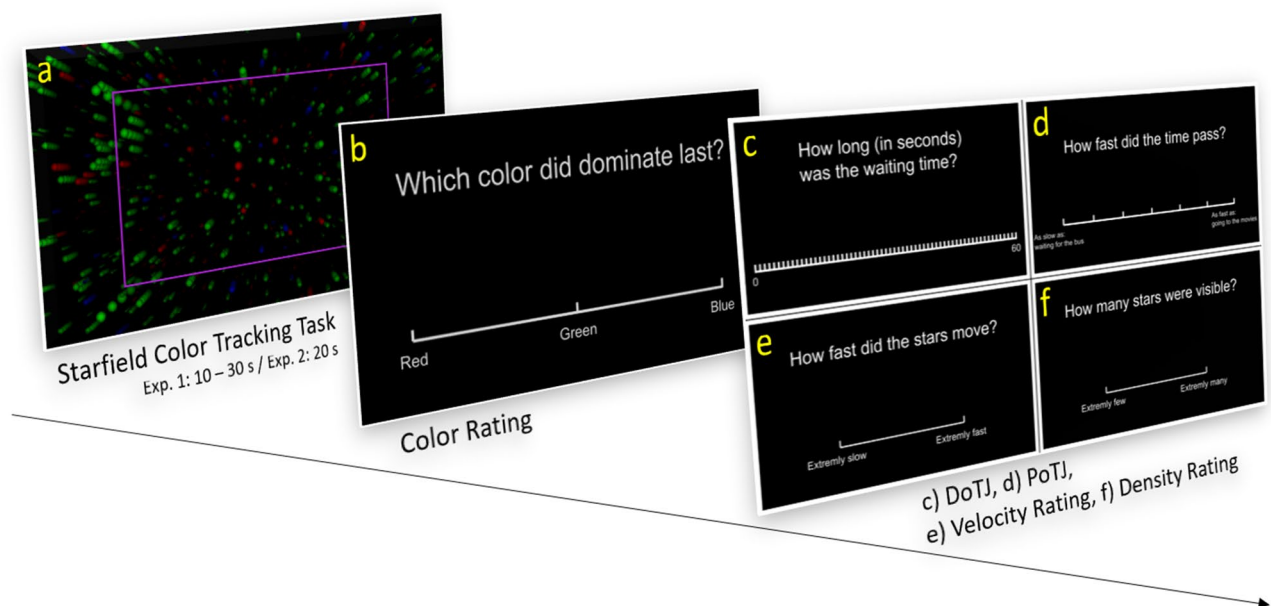 a
Starfield Color Tracking Task
Exp. 1: 10 – 30 s / Exp. 2: 20 s
b
Which color did dominate last?
Red
Green
Blue
Color Rating
c
How long (in seconds)
was the waiting time?
0
60
d
How fast did the time pass?
As slow as:
waiting for the bus
As fast as:
going to the movies
e
How fast did the stars move?
Extremly slow
Extremly fast
f
How many stars were visible?
Extremly few
Extremly many
c) DoTJ, d) PoTJ,
e) Velocity Rating, f) Density Rating